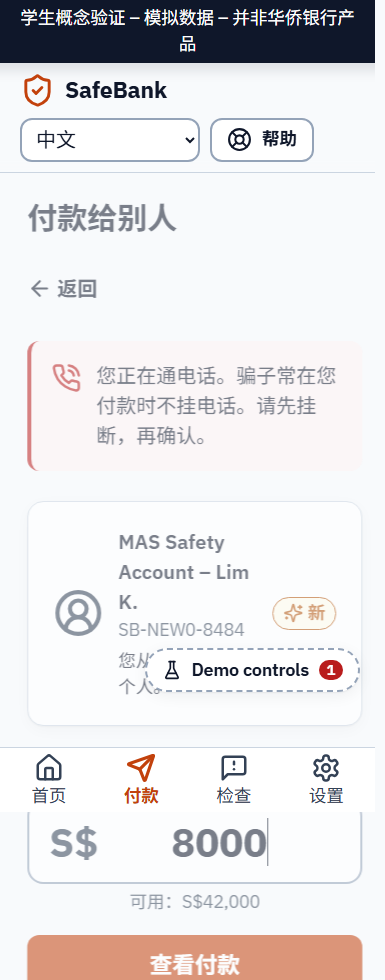 学生概念验证 – 模拟数据 – 并非华侨银行产
品
SafeBank
中文
帮助
付款给别人
返回
您正在通电话。骗子常在您
付款时不挂电话。请先挂
断，再确认。
MAS Safety
Account – Lim
K.
新
SB-NEW0-8484
您从
个人。
Demo controls 1
首页
付款
检查
设置
S$ 8000
可用：S$42,000
查看付款